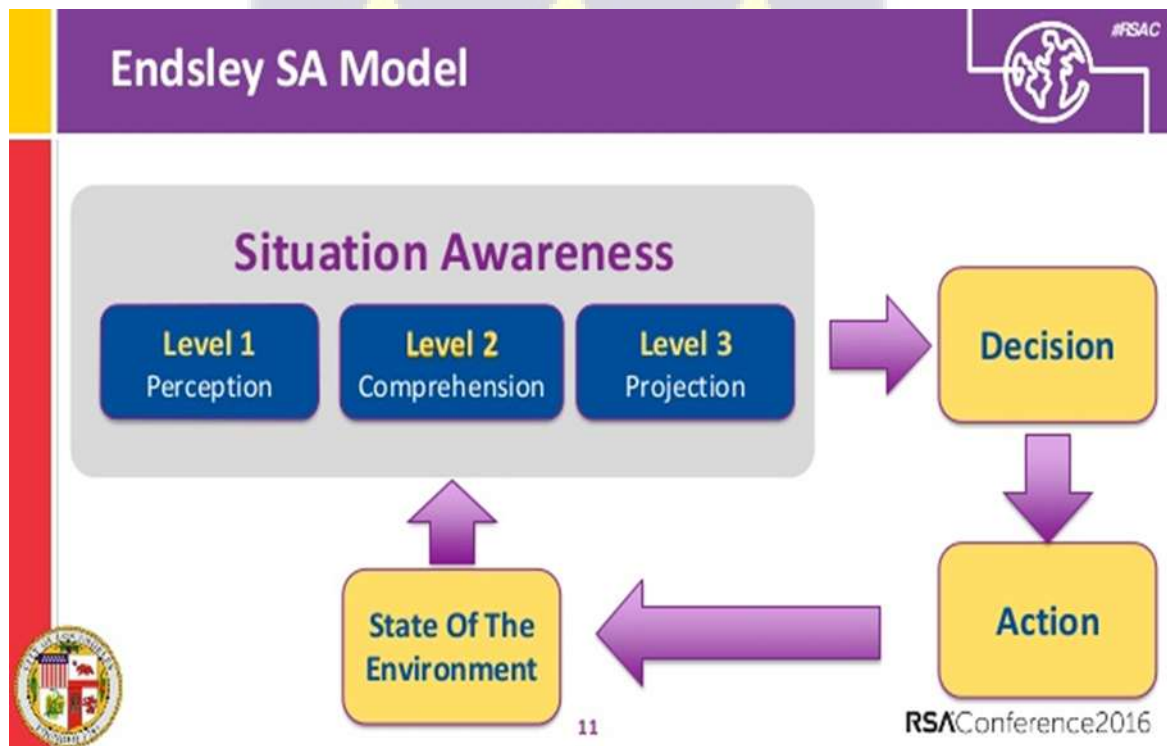 #RSAC
Endsley SA Model
Situation Awareness
Level 1
Perception
Level 2
Comprehension
Level 3
Projection
Decision
Action
State Of The
Environment
11
RSAConference2016